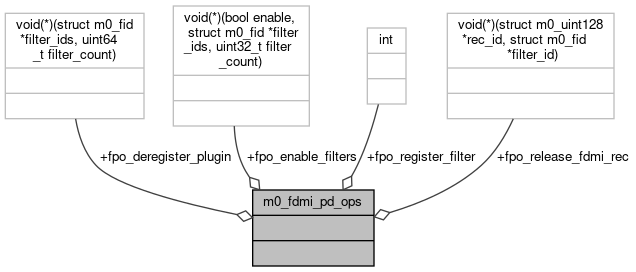 void(*)(struct m0_fid
*filter_ids, uint64
_t filter_count)
void(*)(bool enable,
struct m0_fid *filter
_ids, uint32_t filter
_count)
int
void(*)(struct m0_uint128
*rec_id, struct m0_fid
*filter_id)
+fpo_deregister_plugin
+fpo_enable_filters
+fpo_register_filter
+fpo_release_fdmi_rec
m0_fdmi_pd_ops